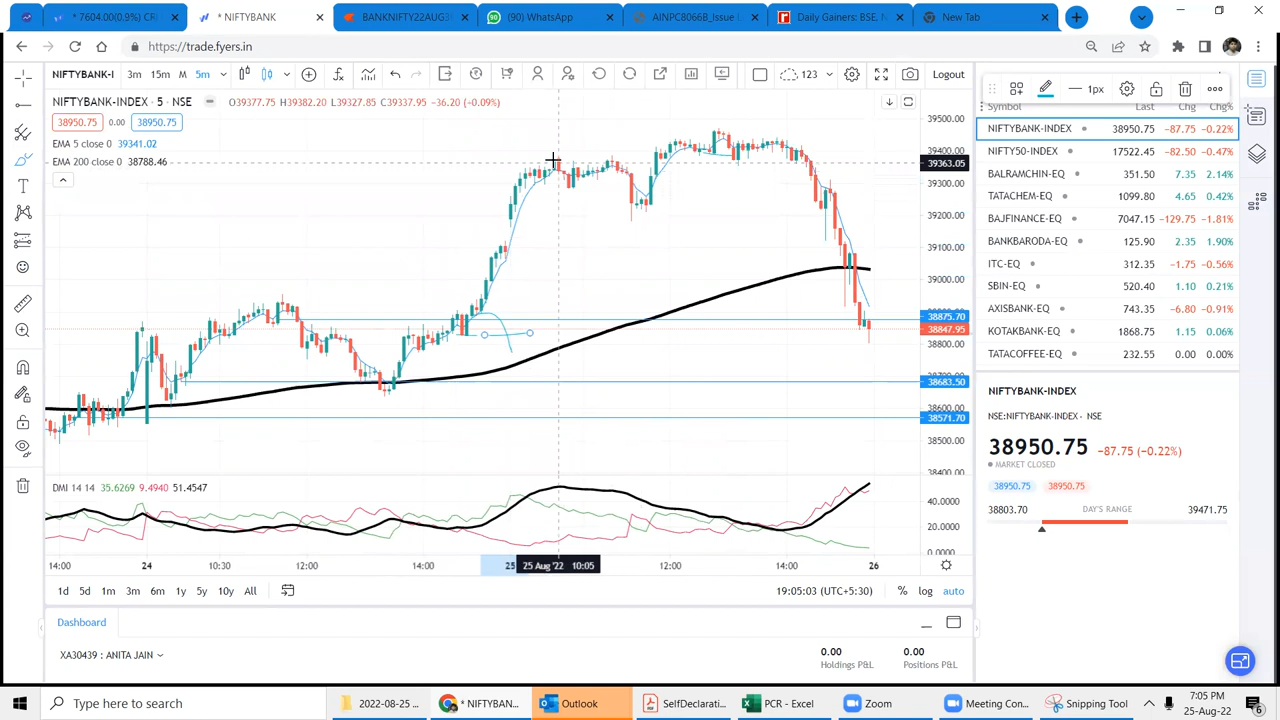 * 7604.00(0.9%) CR
* NIFTYBANK
BANKNIFTY22AUG3
(90) WhatsApp
AINPC8066B_Issue L
Daily Gainers: BSE, N
New Tab
https://trade.fyers.in
NIFTYBANK-I
3m 15m M 5m
123
Logout
1px
NIFTYBANK-INDEX · 5 · NSE
O39377.75 C39337.95 -36.20 (-0.09%)
H39382.20
38950.75 0.00 38950.75
EMA 5 close 0 39341.02
EMA 200 close 0 38788.46
39500.00
39400.00
39363.05
39300.00
39200.00
39100.00
39000.00
38875.70
38847.95
38800.00
38683.50
38600.00
38571.70
38500.00
38400.00
DMI 14 14 35.6269 9.4940 51.4547
40.0000
20.0000
0.0000
14:00 24 10:30 12:00 14:00 25 25 Aug '22 10:05 12:00 14:00 26
1d 5d 1m 3m 6m 1y 5y 10y All
19:05:03 (UTC+5:30) % log auto
Dashboard
XA30439 : ANITA JAIN
0.00 0.00
Holdings P&L Positions P&L
Symbol Last Chg Chg%
NIFTYBANK-INDEX 38950.75 -87.75 -0.22%
NIFTY50-INDEX 17522.45 -82.50 -0.47%
BALRAMCHIN-EQ 351.50 7.35 2.14%
TATACHEM-EQ 1099.80 4.65 0.42%
BAJFINANCE-EQ 7047.15 -129.75 -1.81%
BANKBARODA-EQ 125.90 2.35 1.90%
ITC-EQ 312.35 -1.75 -0.56%
SBIN-EQ 520.40 1.10 0.21%
AXISBANK-EQ 743.35 -6.80 -0.91%
KOTAKBANK-EQ 1868.75 1.15 0.06%
TATACOFFEE-EQ 232.55 0.00 0.00%
NIFTYBANK-INDEX
NSE:NIFTYBANK-INDEX · NSE
38950.75 -87.75 (-0.22%)
MARKET CLOSED
38950.75 38950.75
38803.70 DAY'S RANGE 39471.75
Type here to search
2022-08-25 ...
* NIFTYBAN...
Outlook
SelfDeclarati...
PCR - Excel
Zoom
Meeting Con...
Snipping Tool
7:05 PM
25-Aug-22
6